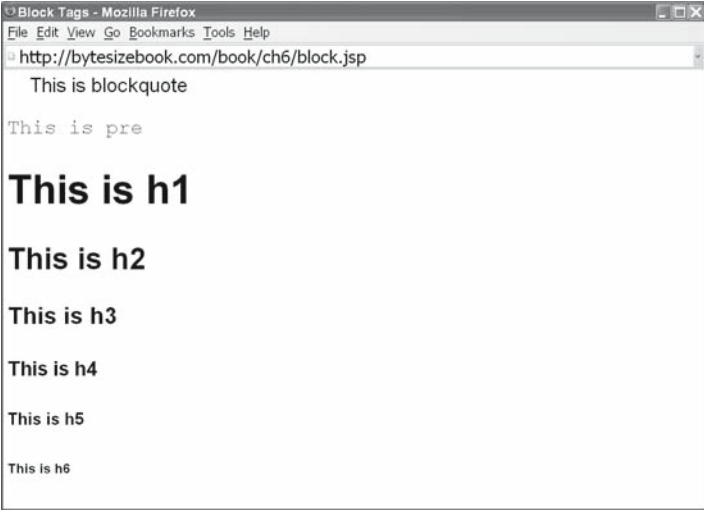 Block Tags - Mozilla Firefox
File Edit View Go Bookmarks Tools Help
http://bytesizebook.com/book/ch6/block.jsp
This is blockquote
This is pre
This is h1
This is h2
This is h3
This is h4
This is h5
This is h6